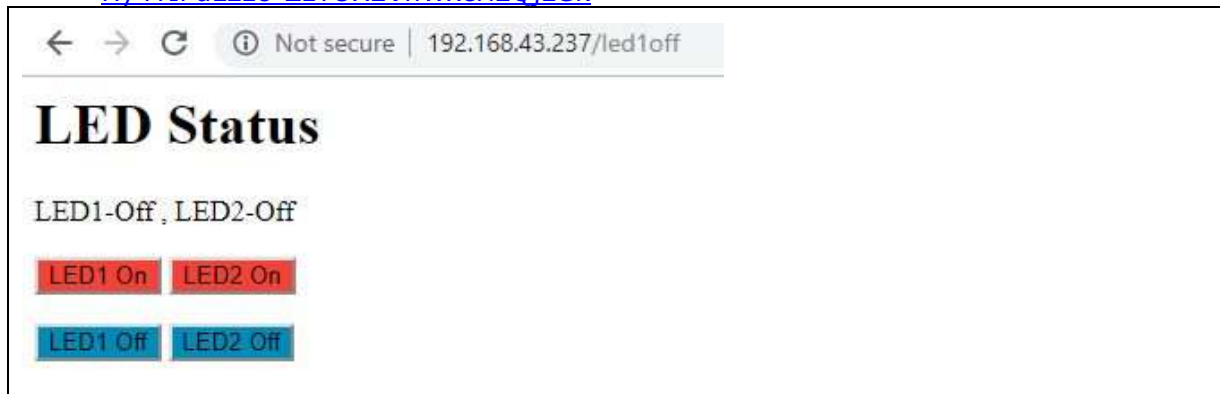 Not secure | 192.168.43.237/led1off
LED Status
LED1-Off , LED2-Off
LED1 On LED2 On
LED1 Off LED2 Off